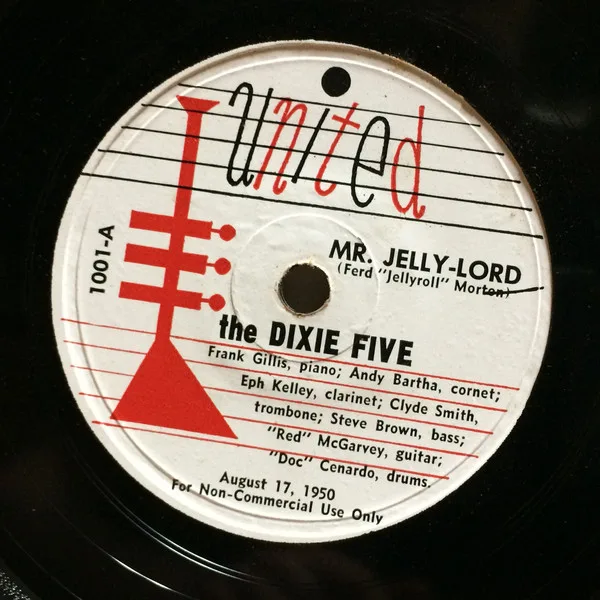 united
1001-A
MR. JELLY-LORD
(Ferd "Jellyroll" Morton)
the DIXIE FIVE
Frank Gillis, piano; Andy Bartha, cornet;
Eph Kelley, clarinet; Clyde Smith,
trombone; Steve Brown, bass;
"Red" McGarvey, guitar;
"Doc" Cenardo, drums.
August 17, 1950
For Non-Commercial Use Only